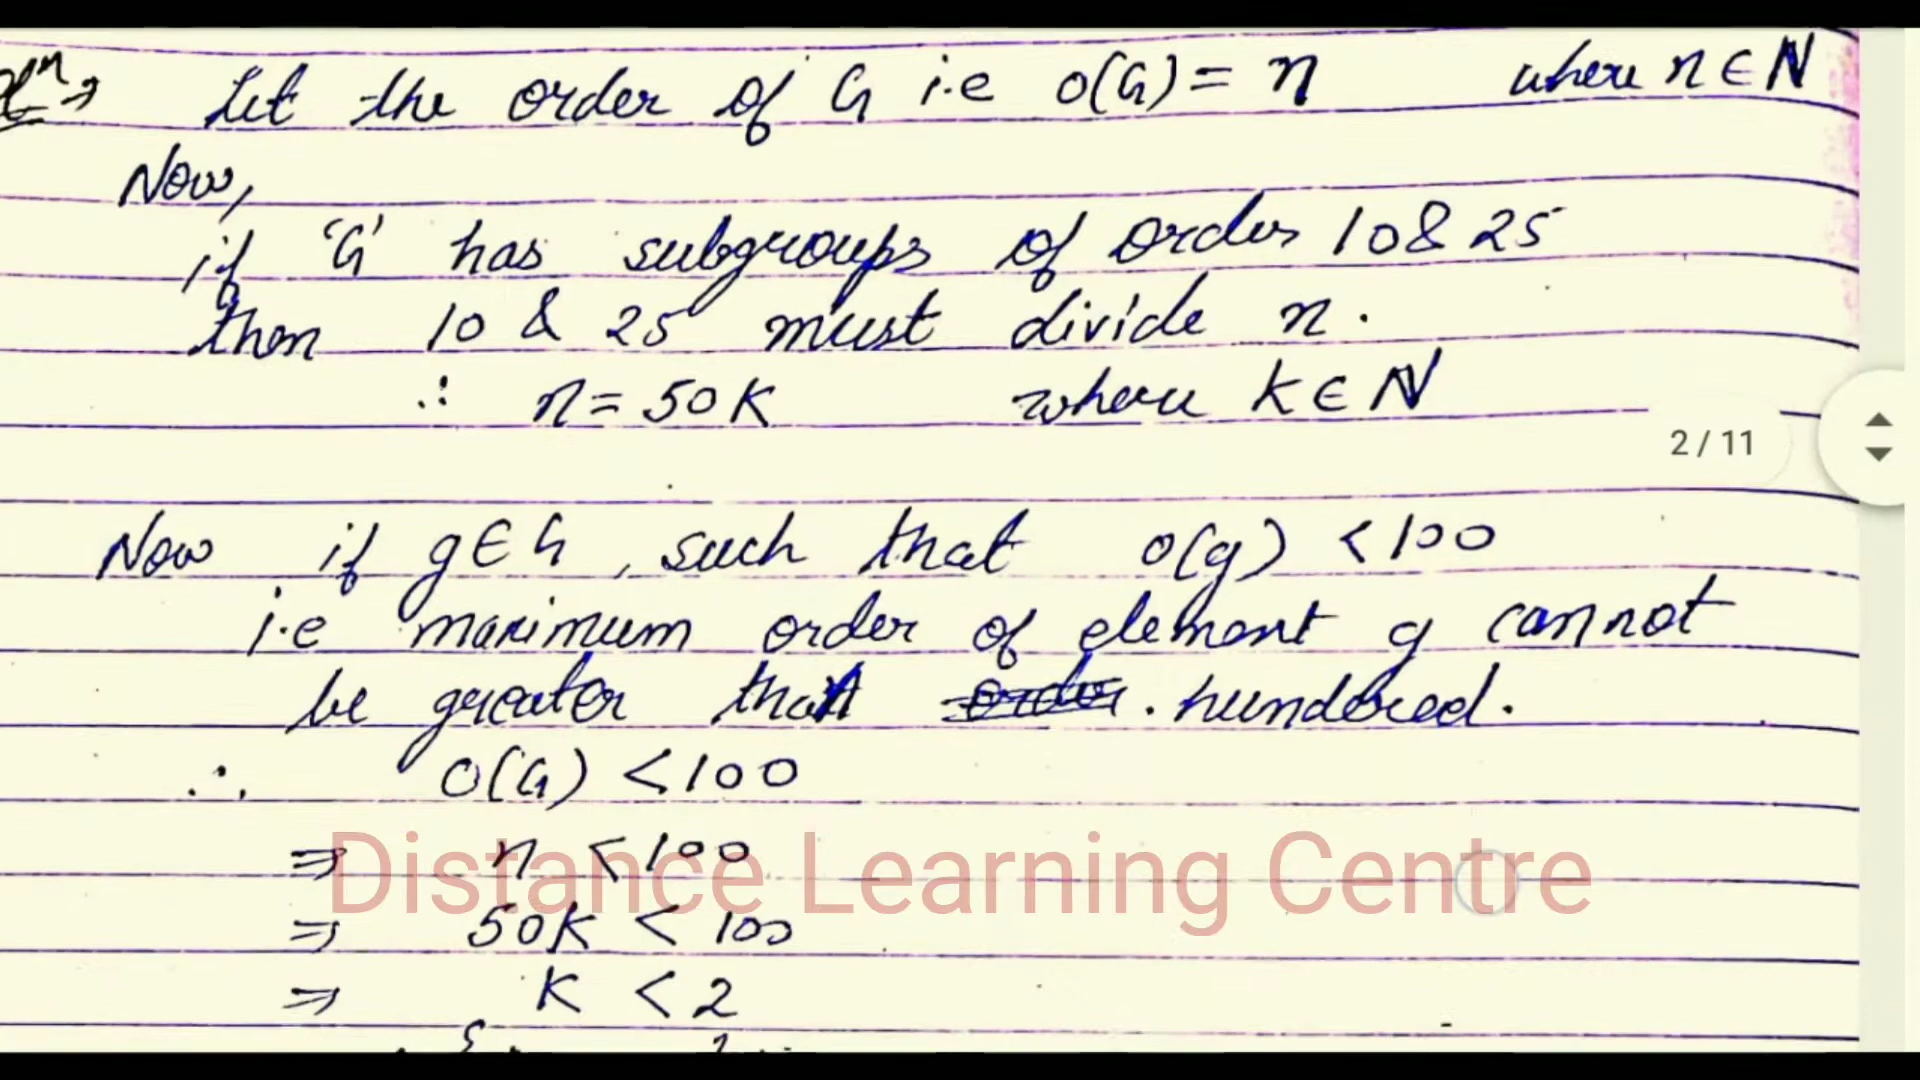 Solⁿ ⇒ Let the order of G i.e o(G) = n where n ∈ N
Now,
if 'G' has subgroups of order 10 & 25
then 10 & 25 must divide n.
∴ n = 50K where K ∈ N
2 / 11
Now if g ∈ G, such that o(g) < 100
i.e maximum order of element g cannot
be greater than order. hundered.
∴ O(G) < 100
⇒ n < 100
Distance Learning Centre
⇒ 50K < 100
⇒ K < 2